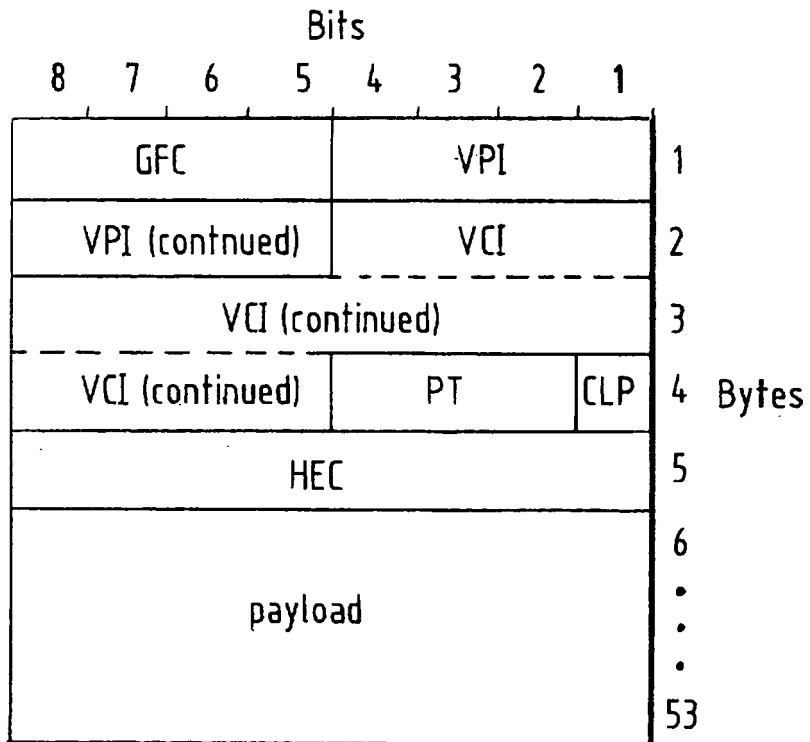 Bits
8 7 6 5 4 3 2 1
GFC VPI 1
VPI (contnued) VCI 2
VCI (continued) 3
VCI (continued) PT CLP 4 Bytes
HEC 5
6
payload
53